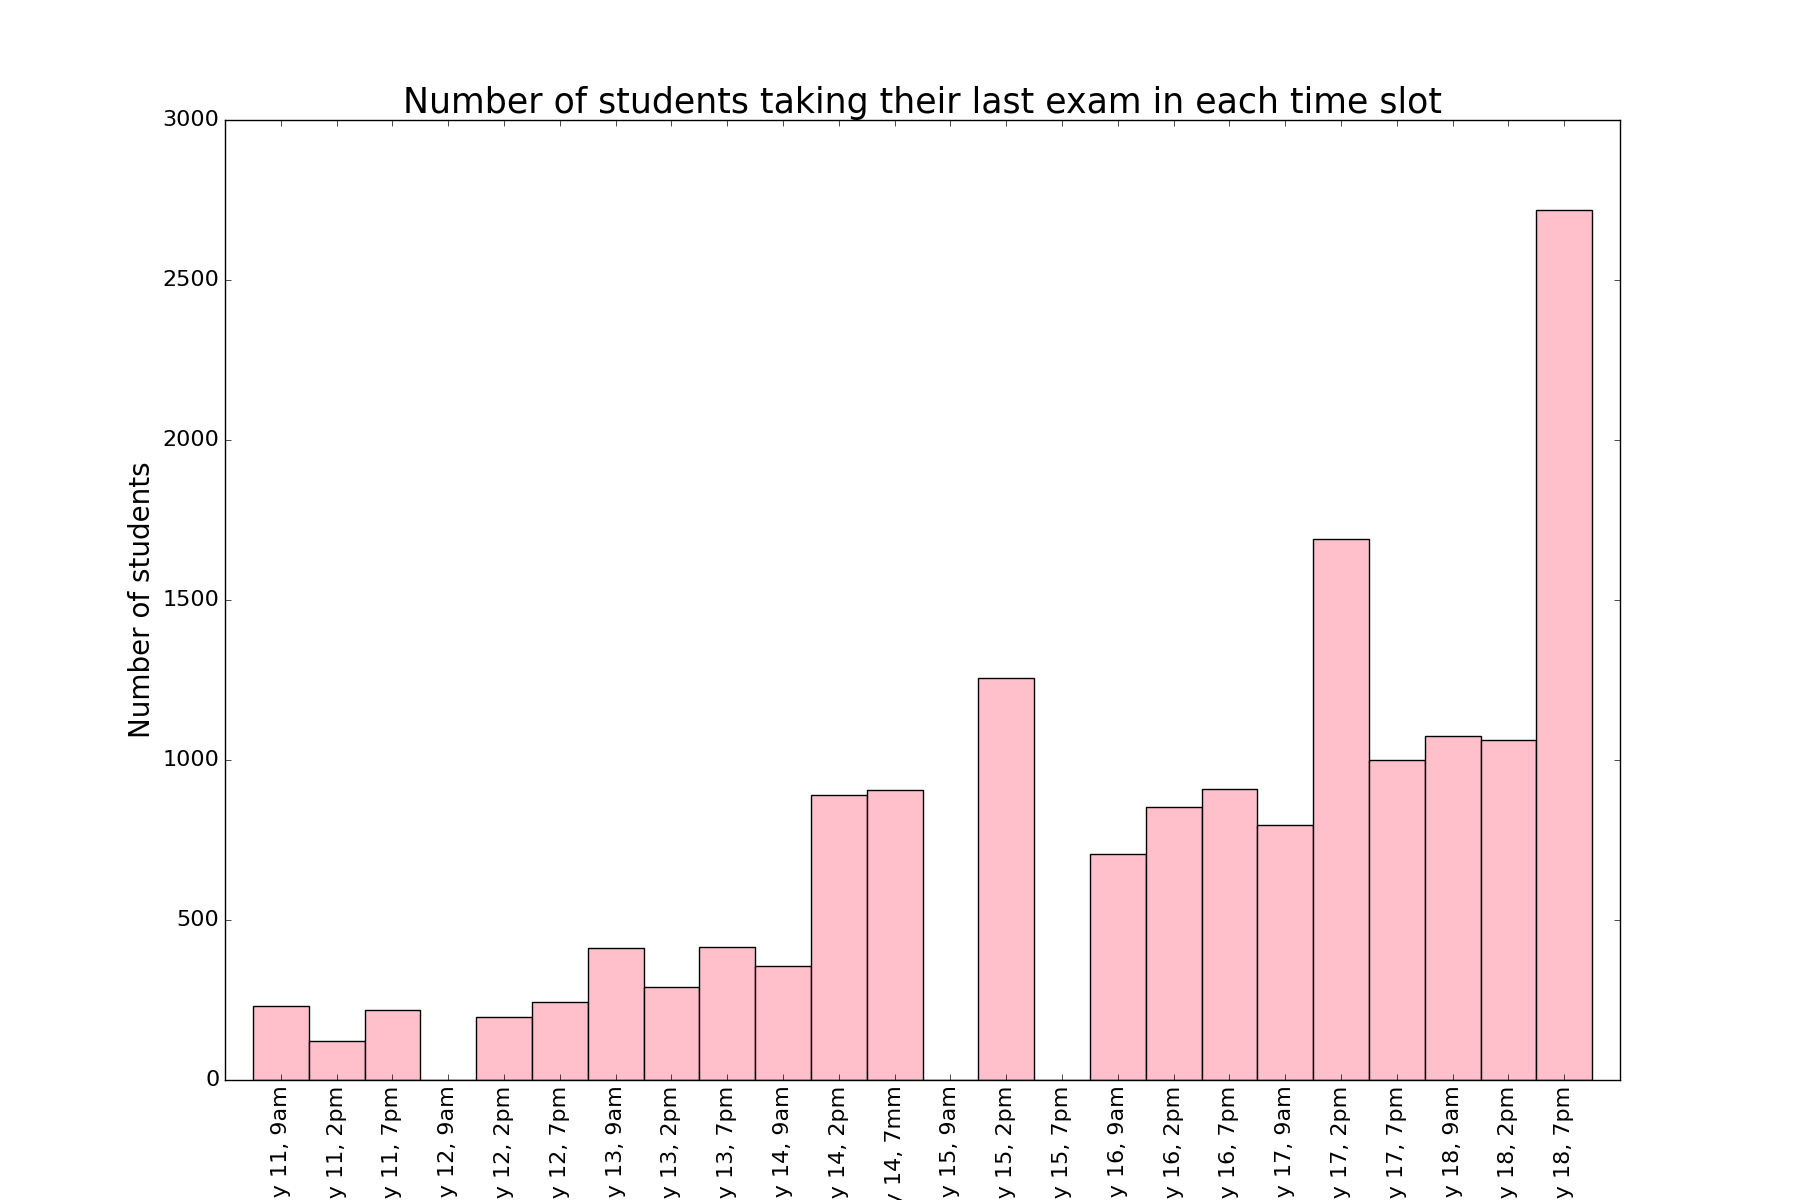 Number of students taking their last exam in each time slot
3000
2500
2000
1500
1000
500
0
Number of students
y 11, 9am
y 11, 2pm
y 11, 7pm
y 12, 9am
y 12, 2pm
y 12, 7pm
y 13, 9am
y 13, 2pm
y 13, 7pm
y 14, 9am
y 14, 2pm
y 14, 7mm
y 15, 9am
y 15, 2pm
y 15, 7pm
y 16, 9am
y 16, 2pm
y 16, 7pm
y 17, 9am
y 17, 2pm
y 17, 7pm
y 18, 9am
y 18, 2pm
y 18, 7pm